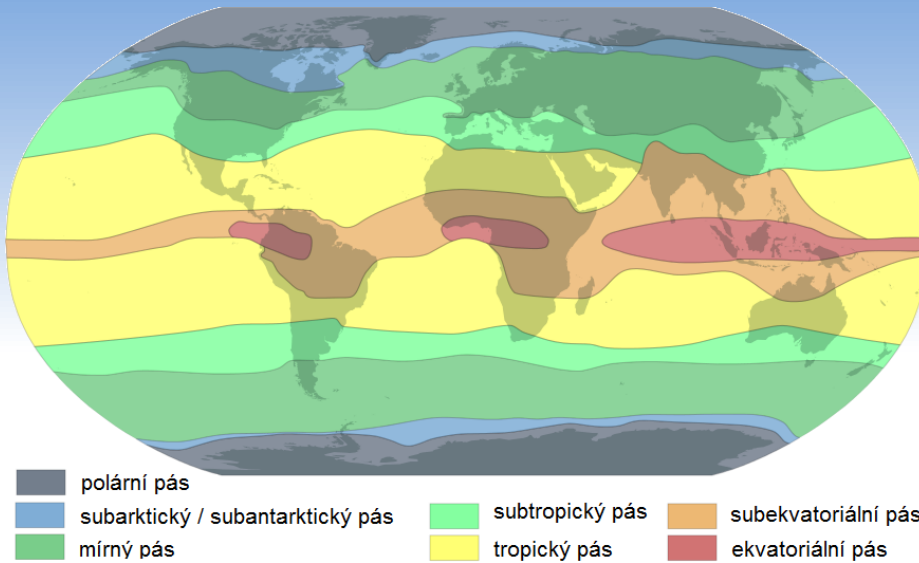 polární pás
subarktický / subantarktický pás
mírný pás
subtropický pás
tropický pás
subekvatoriální pás
ekvatoriální pás